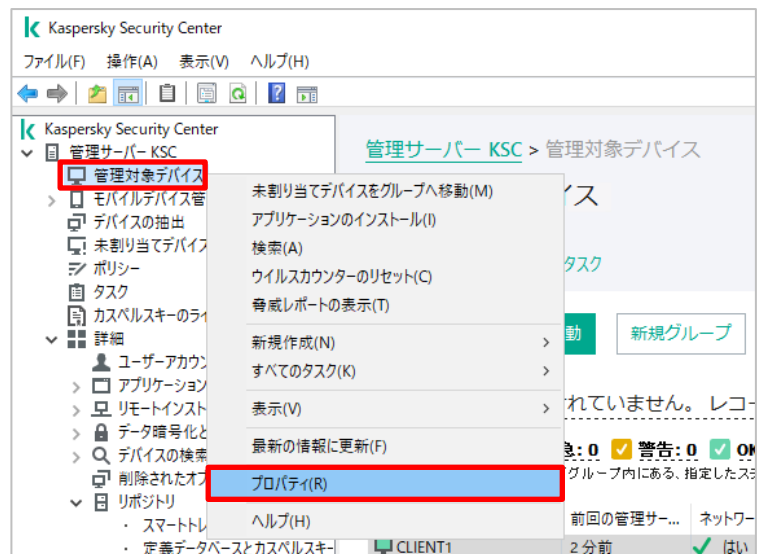 Kaspersky Security Center
ファイル(F) 操作(A) 表示(V) ヘルプ(H)
Kaspersky Security Center
管理サーバー KSC
管理対象デバイス
モバイルデバイス管
デバイスの抽出
未割り当てデバイス
ポリシー
タスク
カスペルスキーのライ
詳細
ユーザーアカウン
アプリケーション
リモートインスト
データ暗号化と
デバイスの検索
削除されたオブ
リポジトリ
・ スマートトレ
・ 定義データベースとカスペルスキー
未割り当てデバイスをグループへ移動(M)
アプリケーションのインストール(I)
検索(A)
ウイルスカウンターのリセット(C)
脅威レポートの表示(T)
新規作成(N)
すべてのタスク(K)
表示(V)
最新の情報に更新(F)
プロパティ(R)
ヘルプ(H)
管理サーバー KSC > 管理対象デバイス
イス
タスク
動 新規グループ
れていません。 レコー
急: 0 警告: 0 OK
グループ内にある、指定したステ
前回の管理サー... ネットワー
CLIENT1 2 分前 はい